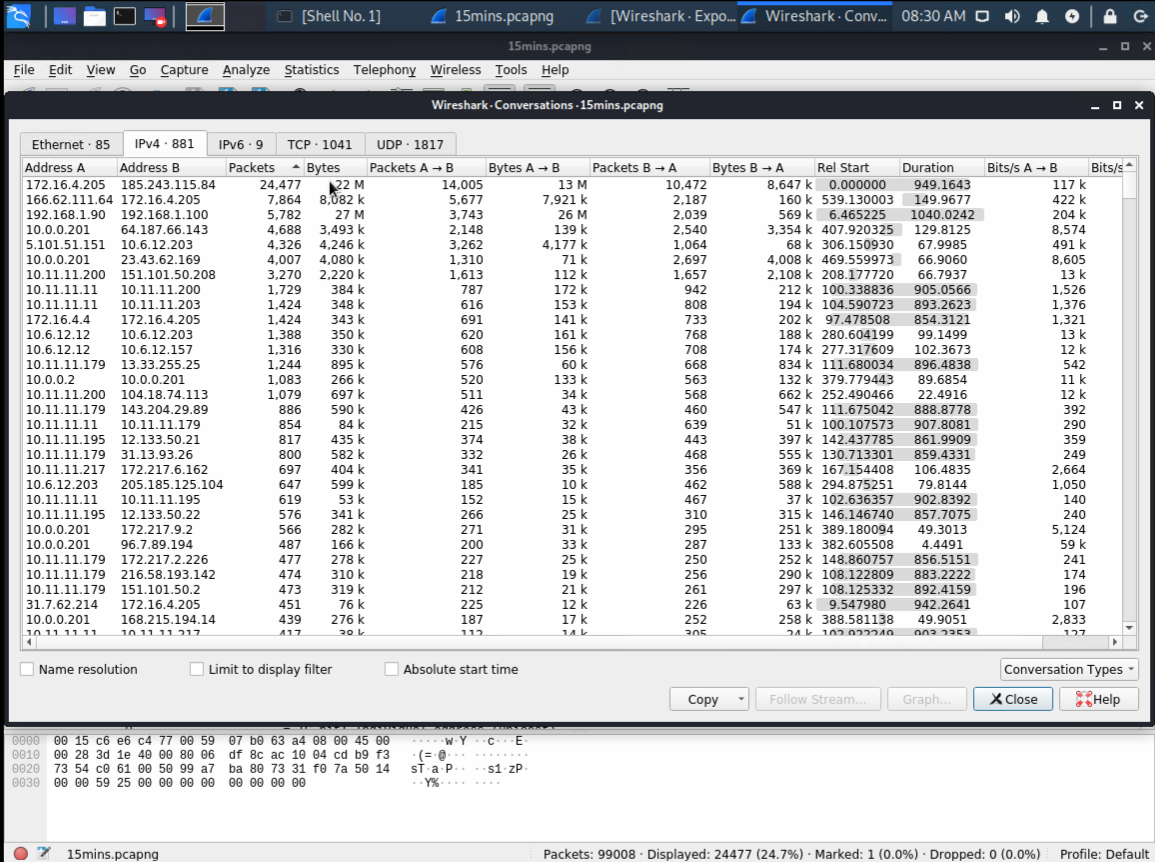 [Shell No. 1] 15mins.pcapng [Wireshark · Expo... Wireshark · Conv... 08:30 AM
15mins.pcapng
File Edit View Go Capture Analyze Statistics Telephony Wireless Tools Help
Wireshark · Conversations · 15mins.pcapng
Ethernet · 85 IPv4 · 881 IPv6 · 9 TCP · 1041 UDP · 1817
Address A Address B Packets Bytes Packets A → B Bytes A → B Packets B → A Bytes B → A Rel Start Duration Bits/s A → B Bits/s
172.16.4.205 185.243.115.84 24,477 22 M 14,005 13 M 10,472 8,647 k 0.000000 949.1643 117 k
166.62.111.64 172.16.4.205 7,864 8,082 k 5,677 7,921 k 2,187 160 k 539.130003 149.9677 422 k
192.168.1.90 192.168.1.100 5,782 27 M 3,743 26 M 2,039 569 k 6.465225 1040.0242 204 k
10.0.0.201 64.187.66.143 4,688 3,493 k 2,148 139 k 2,540 3,354 k 407.920325 129.8125 8,574
5.101.51.151 10.6.12.203 4,326 4,246 k 3,262 4,177 k 1,064 68 k 306.150930 67.9985 491 k
10.0.0.201 23.43.62.169 4,007 4,080 k 1,310 71 k 2,697 4,008 k 469.559973 66.9060 8,605
10.11.11.200 151.101.50.208 3,270 2,220 k 1,613 112 k 1,657 2,108 k 208.177720 66.7937 13 k
10.11.11.11 10.11.11.200 1,729 384 k 787 172 k 942 212 k 100.338836 905.0566 1,526
10.11.11.11 10.11.11.203 1,424 348 k 616 153 k 808 194 k 104.590723 893.2623 1,376
172.16.4.4 172.16.4.205 1,424 343 k 691 141 k 733 202 k 97.478508 854.3121 1,321
10.6.12.12 10.6.12.203 1,388 350 k 620 161 k 768 188 k 280.604199 99.1499 13 k
10.6.12.12 10.6.12.157 1,316 330 k 608 156 k 708 174 k 277.317609 102.3673 12 k
10.11.11.179 13.33.255.25 1,244 895 k 576 60 k 668 834 k 111.680034 896.4838 542
10.0.0.2 10.0.0.201 1,083 266 k 520 133 k 563 132 k 379.779443 89.6854 11 k
10.11.11.200 104.18.74.113 1,079 697 k 511 34 k 568 662 k 252.490466 22.4916 12 k
10.11.11.179 143.204.29.89 886 590 k 426 43 k 460 547 k 111.675042 888.8778 392
10.11.11.11 10.11.11.179 854 84 k 215 32 k 639 51 k 100.107573 907.8081 290
10.11.11.195 12.133.50.21 817 435 k 374 38 k 443 397 k 142.437785 861.9909 359
10.11.11.179 31.13.93.26 800 582 k 332 26 k 468 555 k 130.713301 859.4331 249
10.11.11.217 172.217.6.162 697 404 k 341 35 k 356 369 k 167.154408 106.4835 2,664
10.6.12.203 205.185.125.104 647 599 k 185 10 k 462 588 k 294.875251 79.8144 1,050
10.11.11.11 10.11.11.195 619 53 k 152 15 k 467 37 k 102.636357 902.8392 140
10.11.11.195 12.133.50.22 576 341 k 266 25 k 310 315 k 146.146740 857.7075 240
10.0.0.201 172.217.9.2 566 282 k 271 31 k 295 251 k 389.180094 49.3013 5,124
10.0.0.201 96.7.89.194 487 166 k 200 33 k 287 133 k 382.605508 4.4491 59 k
10.11.11.179 172.217.2.226 477 278 k 227 25 k 250 252 k 148.860757 856.5151 241
10.11.11.179 216.58.193.142 474 310 k 218 19 k 256 290 k 108.122809 883.2222 174
10.11.11.179 151.101.50.2 473 319 k 212 21 k 261 297 k 108.125332 892.4159 196
31.7.62.214 172.16.4.205 451 76 k 225 12 k 226 63 k 9.547980 942.2641 107
10.0.0.201 168.215.194.14 439 276 k 187 17 k 252 258 k 388.581138 49.9051 2,833
10.11.11.11 10.11.11.217 417 38 k 112 14 k 305 24 k 102.922249 903.2353 127
Name resolution Limit to display filter Absolute start time Conversation Types
Copy Follow Stream... Graph... Close Help
0000 00 15 c6 e6 c4 77 00 59 07 b0 63 a4 08 00 45 00 ·····w·Y ··c···E·
0010 00 28 3d 1e 40 00 80 06 df 8c ac 10 04 cd b9 f3 ·(=·@··· ········
0020 73 54 c0 61 00 50 99 a7 ba 80 73 31 f0 7a 50 14 sT·a·P·· ··s1·zP·
0030 00 00 59 25 00 00 00 00 00 00 00 00 ··Y%···· ····
15mins.pcapng Packets: 99008 · Displayed: 24477 (24.7%) · Marked: 1 (0.0%) · Dropped: 0 (0.0%) Profile: Default